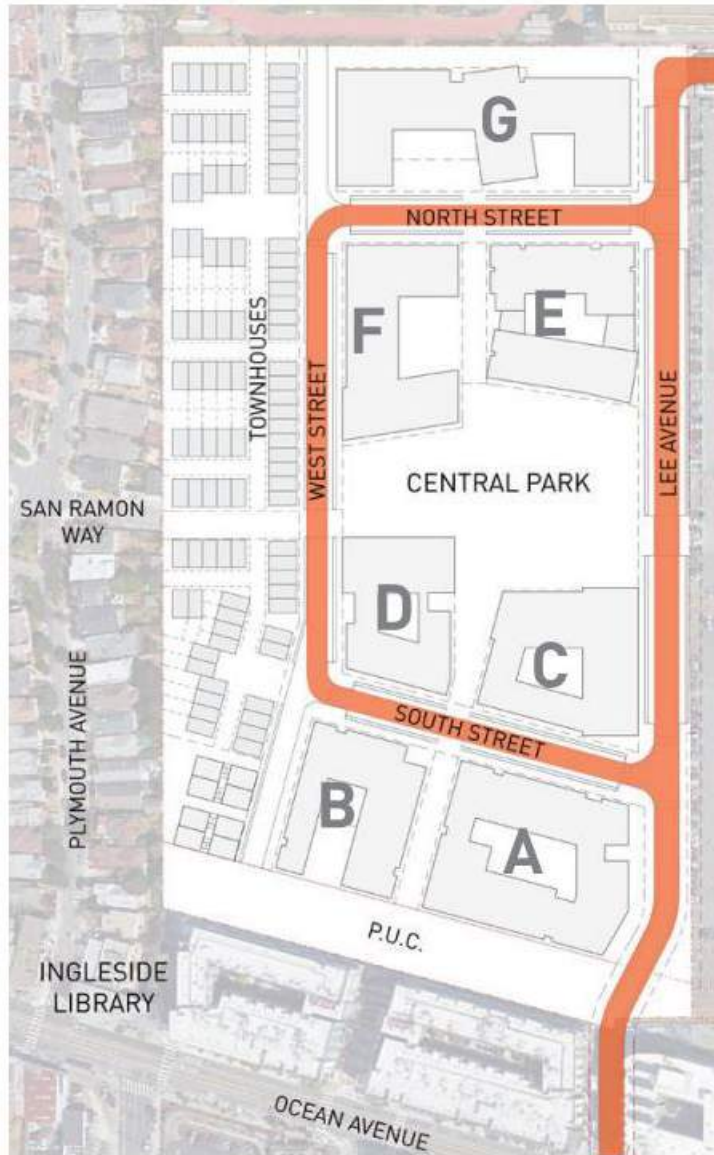 G
NORTH STREET
F
E
TOWNHOUSES
WEST STREET
LEE AVENUE
CENTRAL PARK
SAN RAMON
WAY
D
C
PLYMOUTH AVENUE
SOUTH STREET
B
A
P.U.C.
INGLESIDE
LIBRARY
OCEAN AVENUE